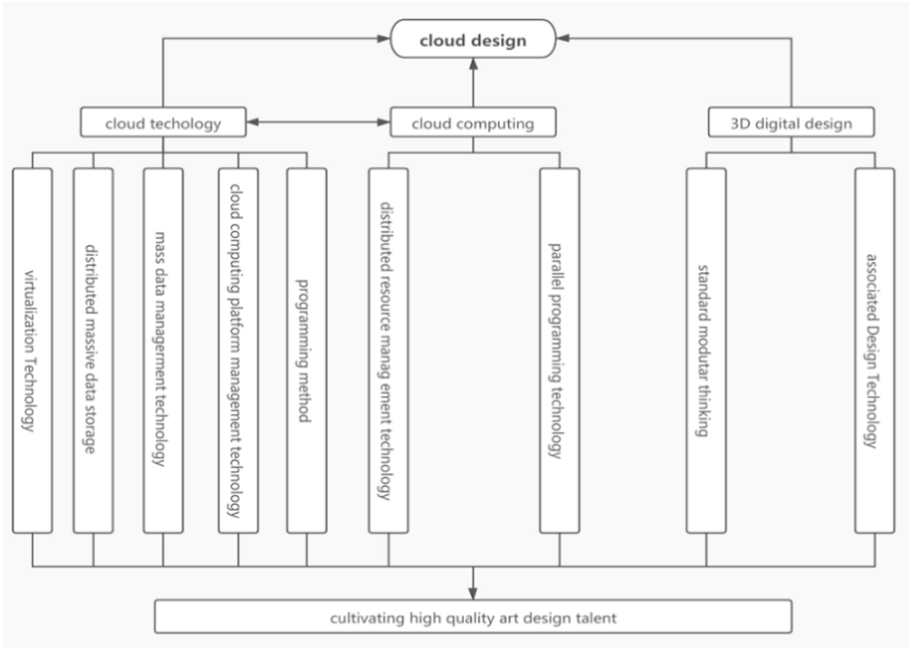 cloud design
cloud techology
cloud computing
3D digital design
virtualization Technology
distributed massive data storage
mass data managerment technology
cloud computing platform management technology
programming method
distributed resource manag ement technology
parallel programming technology
standard modutar thinking
associated Design Technology
cultivating high quality art design talent